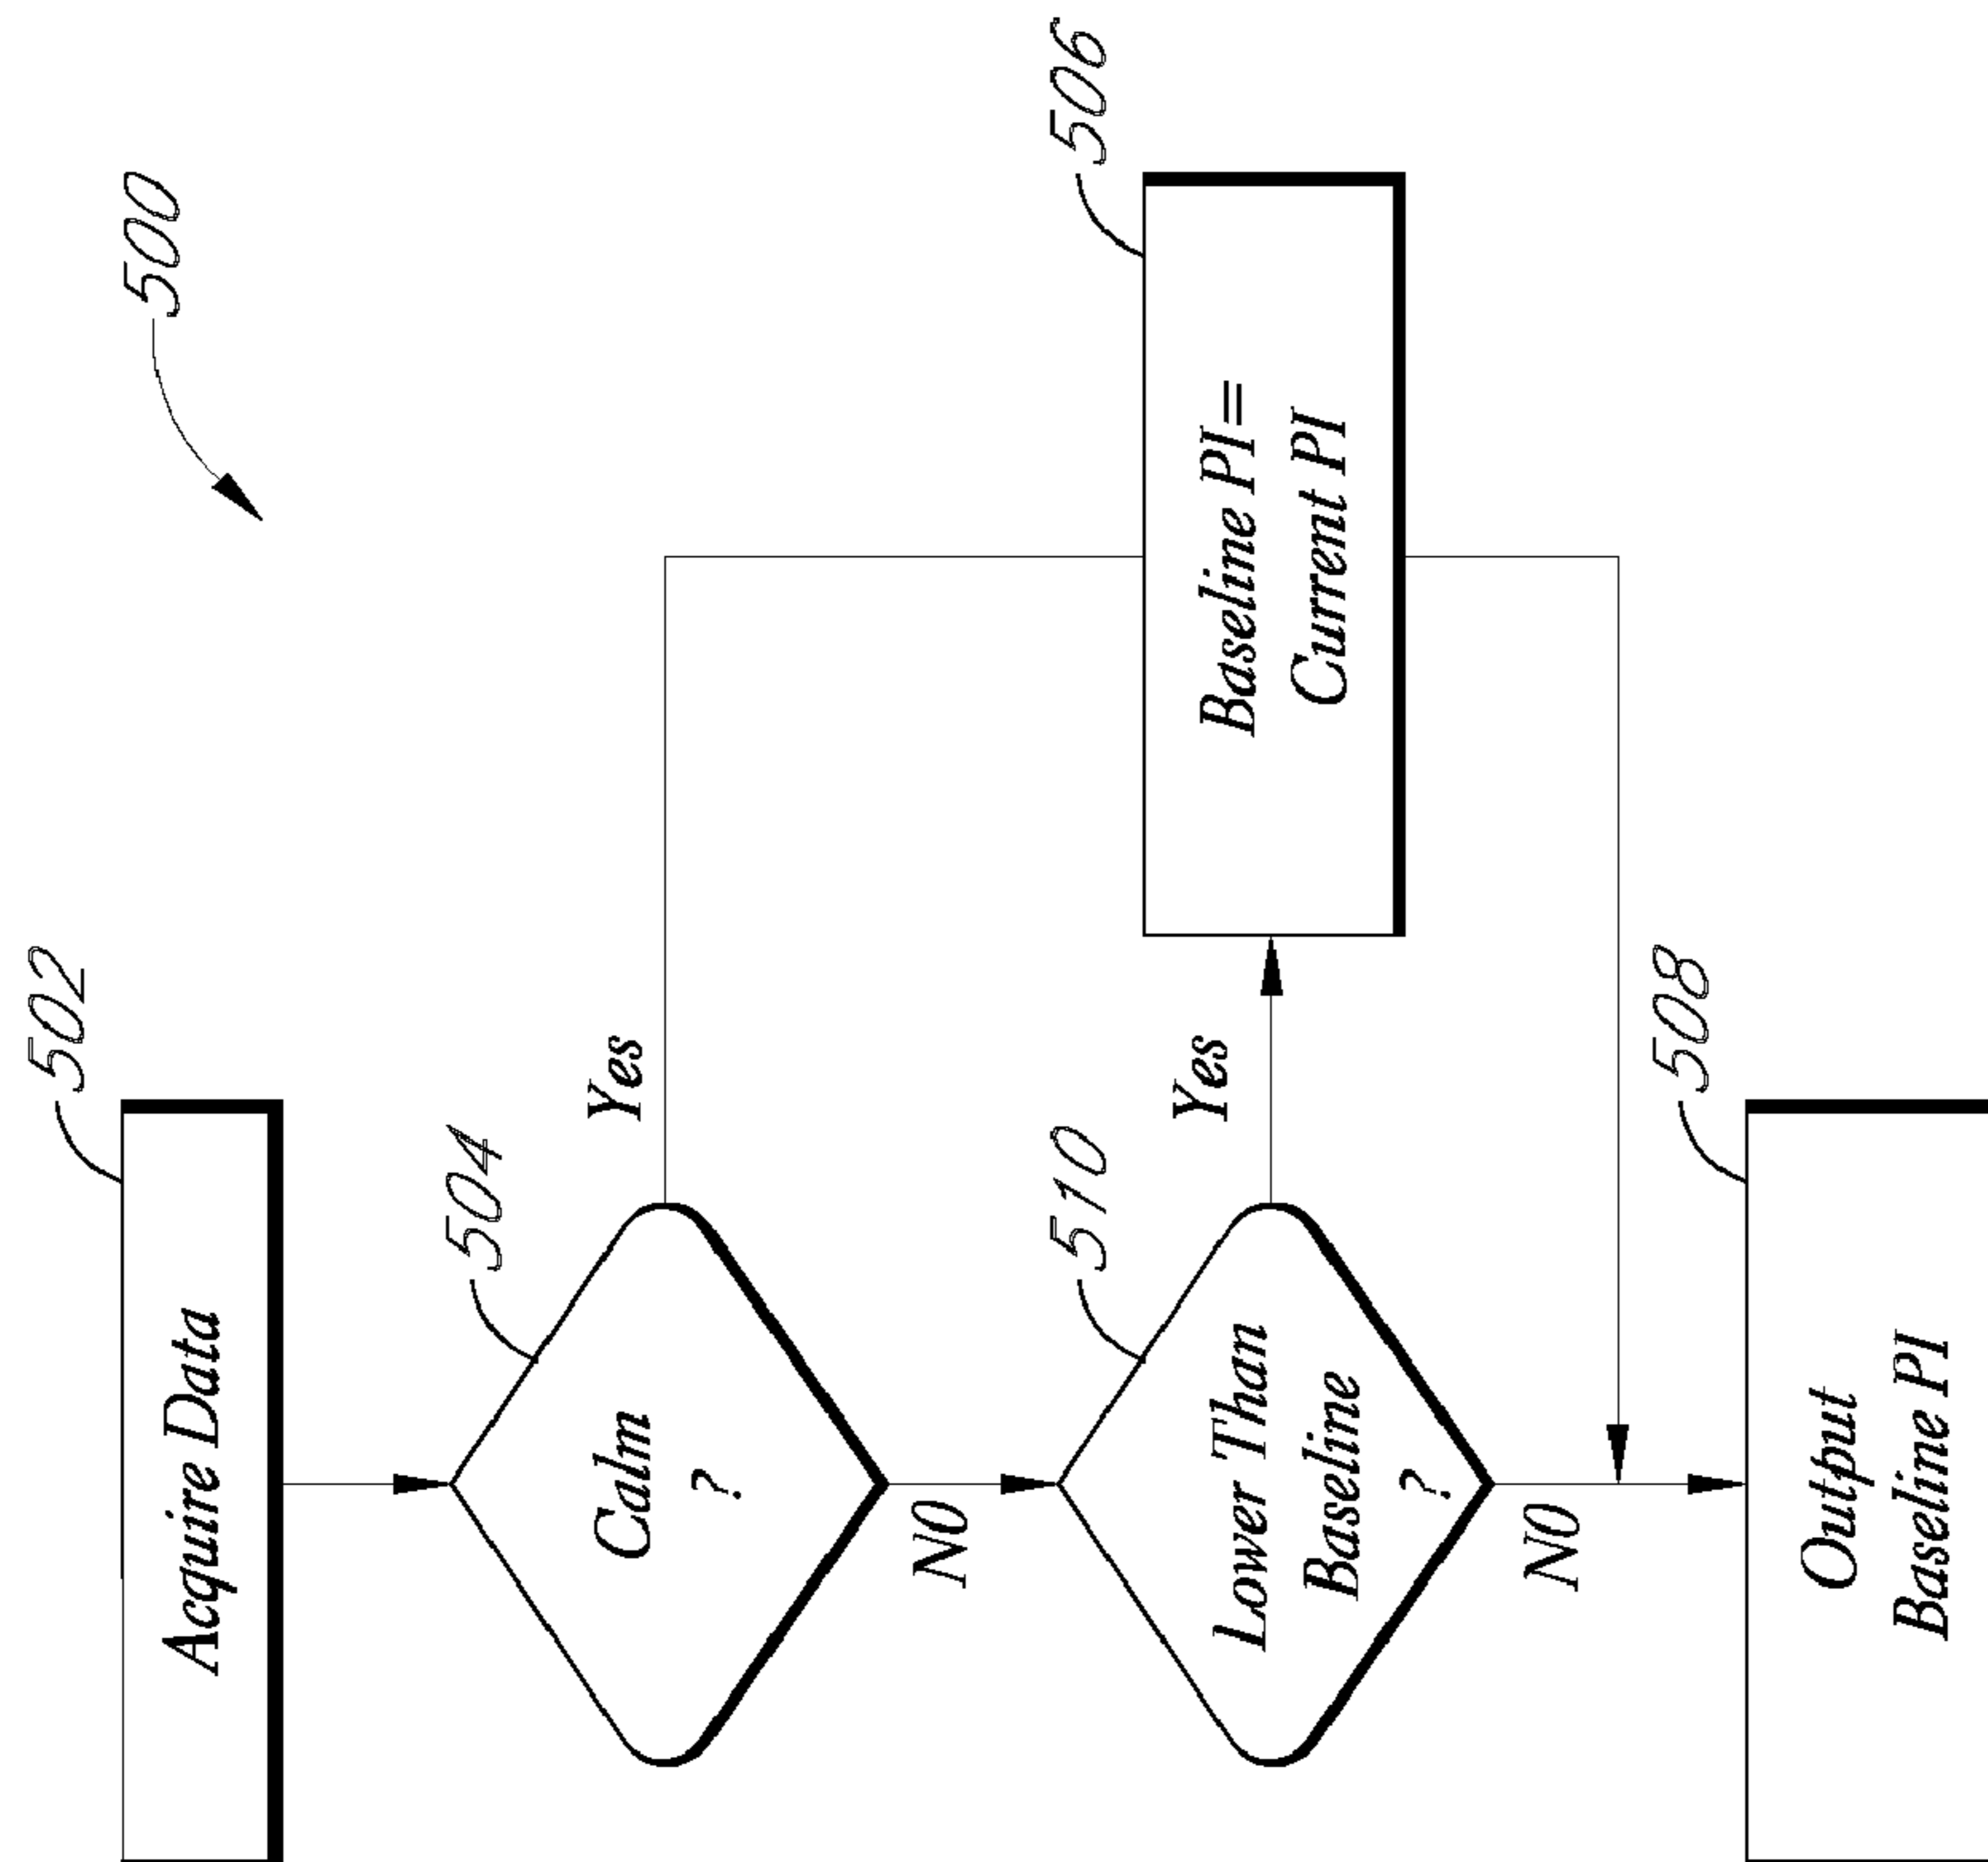 500
502
Acquire Data
504
Calm
?
Yes
NO
506
Baseline PI=
Current PI
510
Lower Than
Baseline
?
Yes
NO
508
Output
Baseline PI